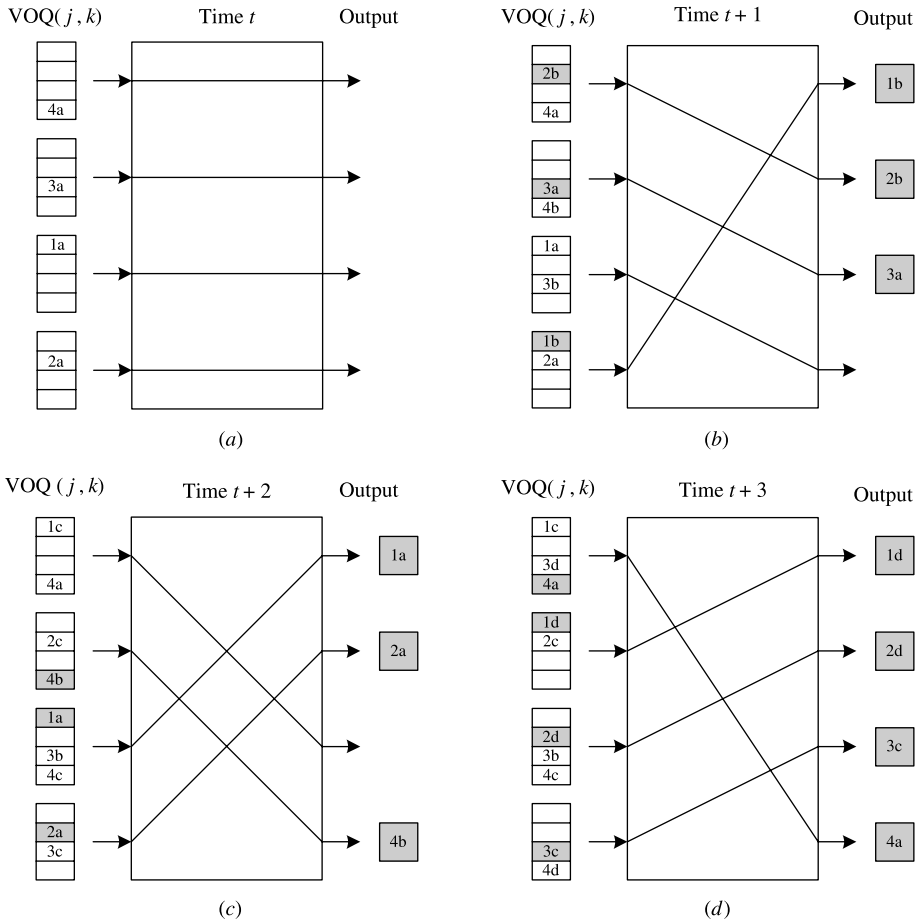 VOQ(j,k) Time t Output
4a
3a
1a
2a
(a)
VOQ(j,k) Time t + 1 Output
2b
4a
3a
4b
1a
3b
1b
2a
1b
2b
3a
(b)
VOQ (j,k) Time t + 2 Output
1c
4a
2c
4b
1a
3b
4c
2a
3c
1a
2a
4b
(c)
VOQ(j,k) Time t + 3 Output
1c
3d
4a
1d
2c
2d
3b
4c
3c
4d
1d
2d
3c
4a
(d)